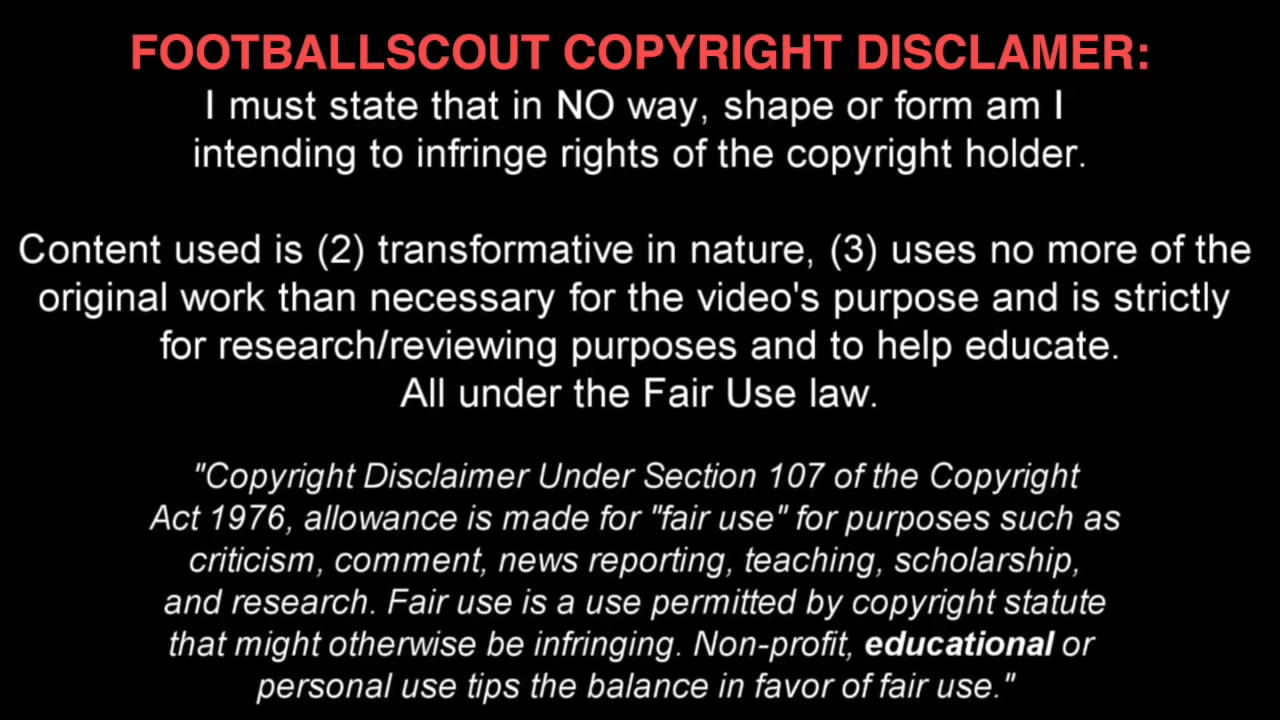 FOOTBALLSCOUT COPYRIGHT DISCLAMER:
I must state that in NO way, shape or form am I
intending to infringe rights of the copyright holder.
Content used is (2) transformative in nature, (3) uses no more of the
original work than necessary for the video's purpose and is strictly
for research/reviewing purposes and to help educate.
All under the Fair Use law.
"Copyright Disclaimer Under Section 107 of the Copyright
Act 1976, allowance is made for "fair use" for purposes such as
criticism, comment, news reporting, teaching, scholarship,
and research. Fair use is a use permitted by copyright statute
that might otherwise be infringing. Non-profit, educational or
personal use tips the balance in favor of fair use."